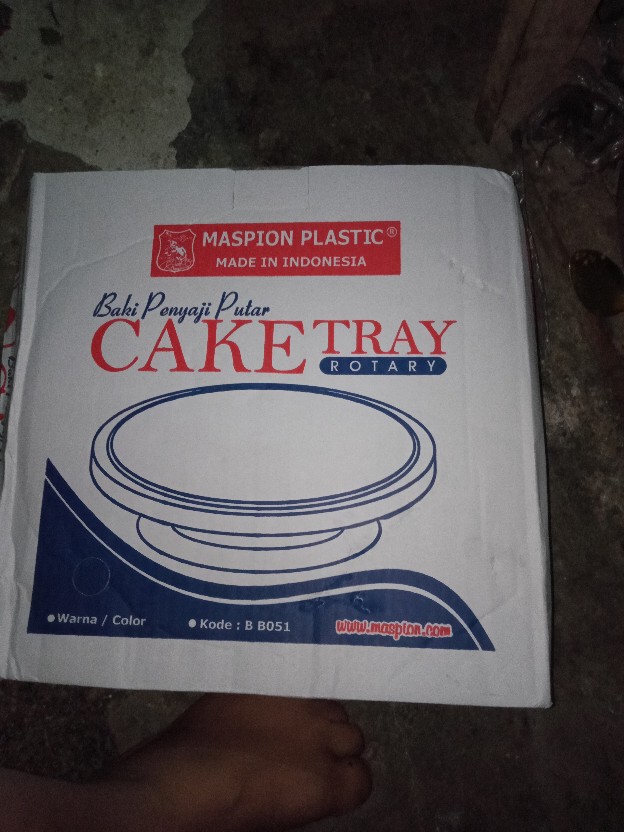 MASPION PLASTIC®
MADE IN INDONESIA
Baki Penyaji Putar
CAKE TRAY
ROTARY
Warna / Color
Kode : B B051
www.maspion.com